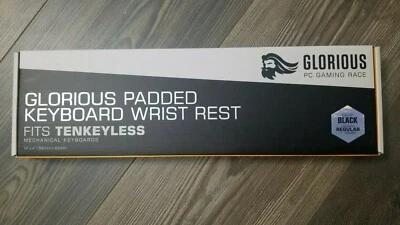 GLORIOUS
PC GAMING RACE
GLORIOUS PADDED
KEYBOARD WRIST REST
FITS TENKEYLESS
MECHANICAL KEYBOARDS
BLACK
REGULAR